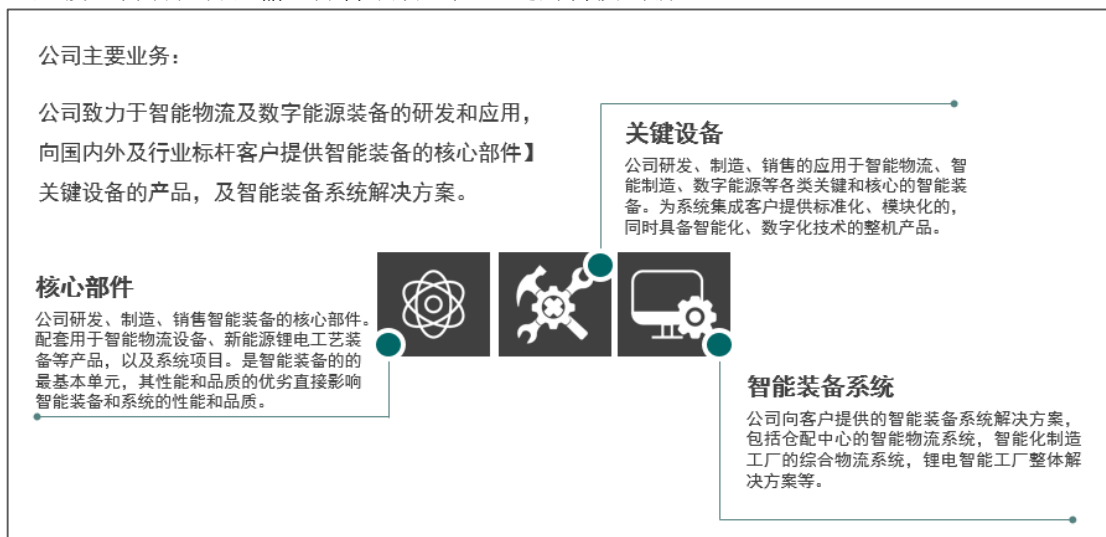 公司主要业务：
公司致力于智能物流及数字能源装备的研发和应用，
向国内外及行业标杆客户提供智能装备的核心部件】
关键设备的产品，及智能装备系统解决方案。
关键设备
公司研发、制造、销售的应用于智能物流、智
能制造、数字能源等各类关键和核心的智能装
备。为系统集成客户提供标准化、模块化的，
同时具备智能化、数字化技术的整机产品。
核心部件
公司研发、制造、销售智能装备的核心部件。
配套用于智能物流设备、新能源锂电工艺装
备等产品，以及系统项目。是智能装备的的
最基本单元，其性能和品质的优劣直接影响
智能装备和系统的性能和品质。
智能装备系统
公司向客户提供的智能装备系统解决方案，
包括仓配中心的智能物流系统，智能化制造
工厂的综合物流系统，锂电智能工厂整体解
决方案等。